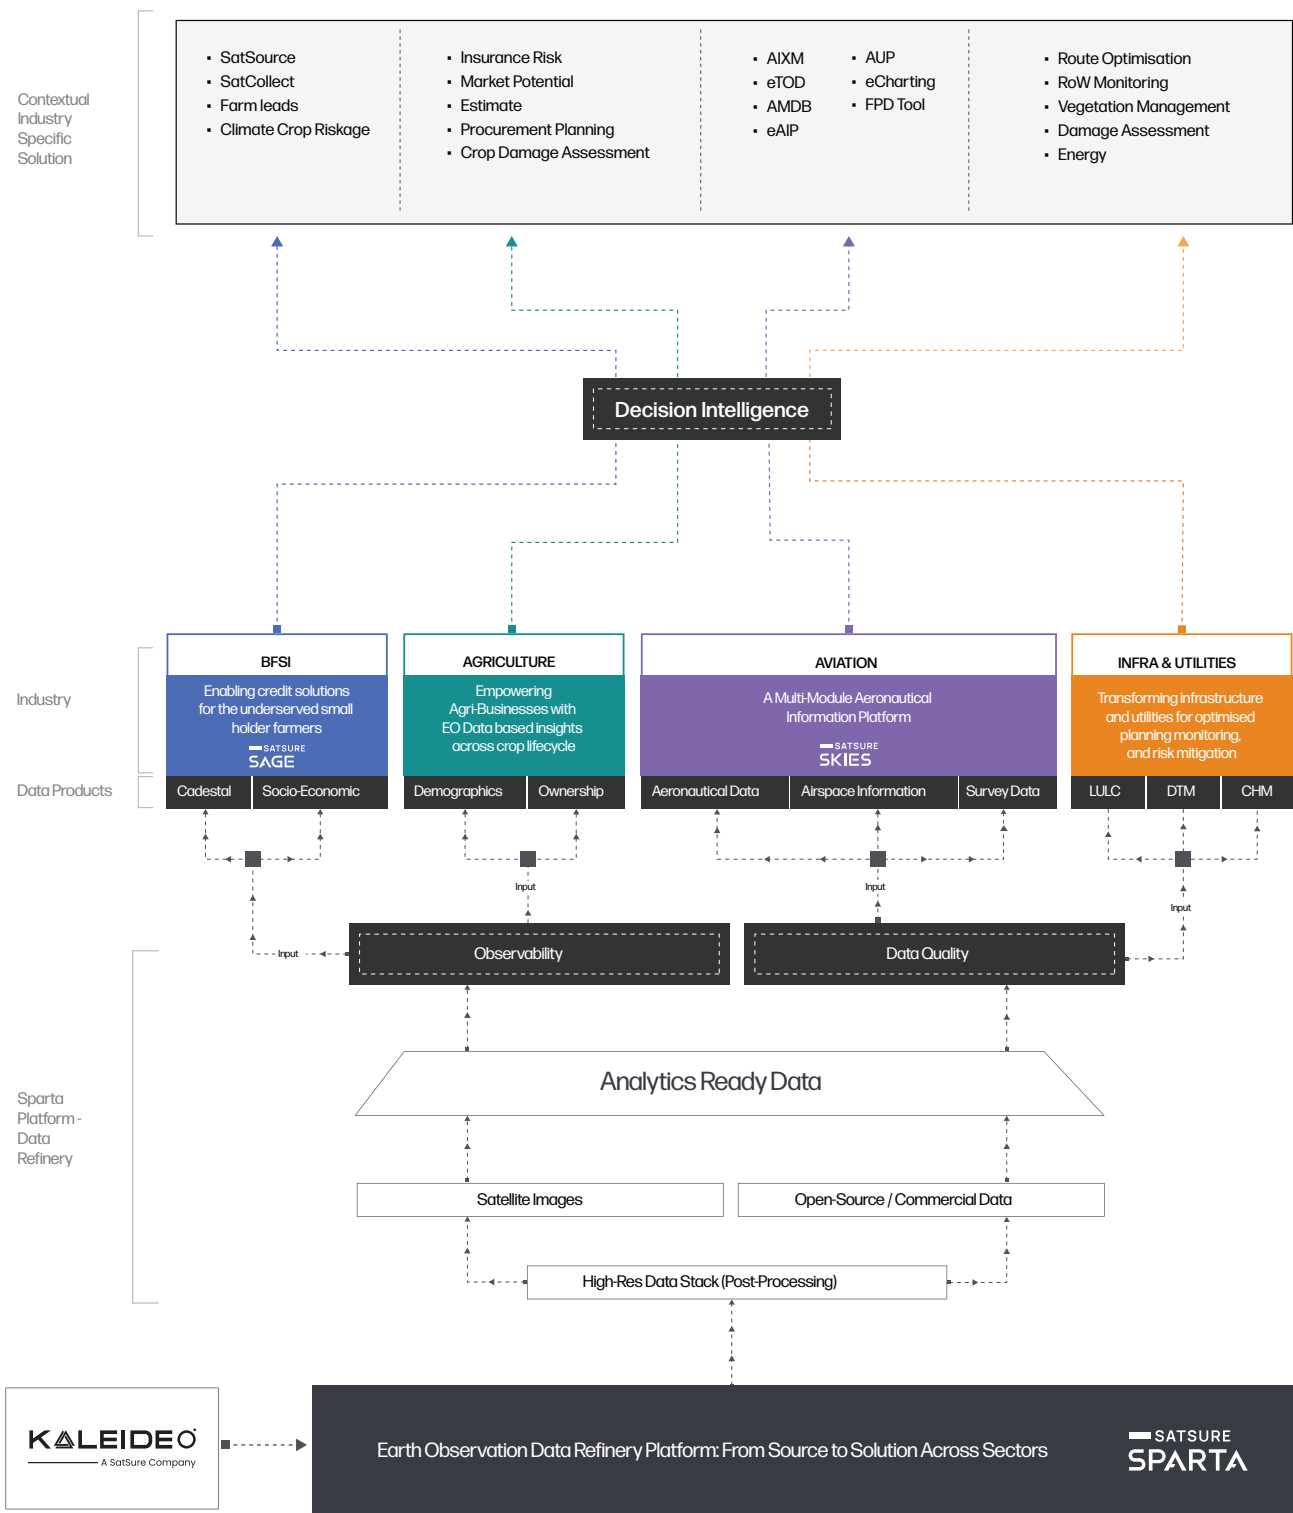 Contextual
Industry
Specific
Solution
▪ SatSource
▪ SatCollect
▪ Farm leads
▪ Climate Crop Riskage
▪ Insurance Risk
▪ Market Potential
▪ Estimate
▪ Procurement Planning
▪ Crop Damage Assessment
▪ AIXM
▪ eTOD
▪ AMDB
▪ eAIP
▪ AUP
▪ eCharting
▪ FPD Tool
▪ Route Optimisation
▪ RoW Monitoring
▪ Vegetation Management
▪ Damage Assessment
▪ Energy
Decision Intelligence
Industry
BFSI
Enabling credit solutions
for the underserved small
holder farmers
SATSURE
SAGE
AGRICULTURE
Empowering
Agri-Businesses with
EO Data based insights
across crop lifecycle
AVIATION
A Multi-Module Aeronautical
Information Platform
SATSURE
SKIES
INFRA & UTILITIES
Transforming infrastructure
and utilities for optimised
planning monitoring,
and risk mitigation
Data Products
Cadestal
Socio-Economic
Demographics
Ownership
Aeronautical Data
Airspace Information
Survey Data
LULC
DTM
CHM
Input
Input
Input
Input
Observability
Data Quality
Sparta
Platform -
Data
Refinery
Analytics Ready Data
Satellite Images
Open-Source / Commercial Data
High-Res Data Stack (Post-Processing)
KALEIDEO
A SatSure Company
Earth Observation Data Refinery Platform: From Source to Solution Across Sectors
SATSURE
SPARTA